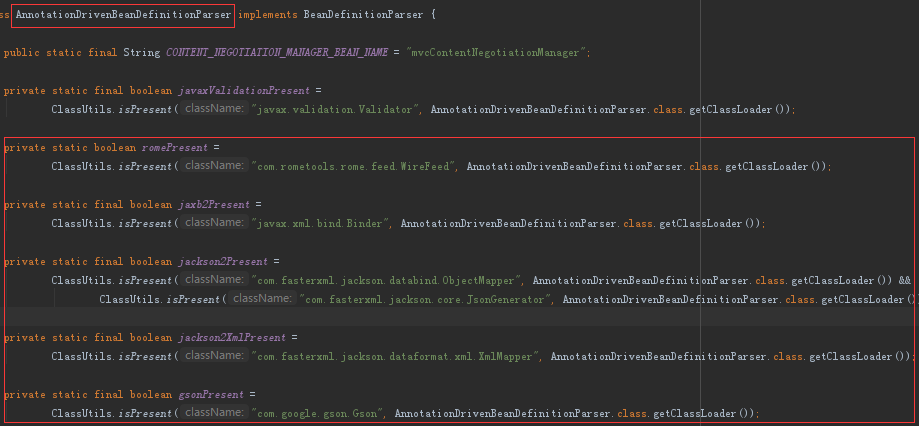 ss AnnotationDrivenBeanDefinitionParser implements BeanDefinitionParser {
public static final String CONTENT_NEGOTIATION_MANAGER_BEAN_NAME = "mvcContentNegotiationManager";
private static final boolean javaxValidationPresent =
ClassUtils.isPresent( className: "javax.validation.Validator", AnnotationDrivenBeanDefinitionParser.class.getClassLoader());
private static boolean romePresent =
ClassUtils.isPresent( className: "com.rometools.rome.feed.WireFeed", AnnotationDrivenBeanDefinitionParser.class.getClassLoader());
private static final boolean jaxb2Present =
ClassUtils.isPresent( className: "javax.xml.bind.Binder", AnnotationDrivenBeanDefinitionParser.class.getClassLoader());
private static final boolean jackson2Present =
ClassUtils.isPresent( className: "com.fasterxml.jackson.databind.ObjectMapper", AnnotationDrivenBeanDefinitionParser.class.getClassLoader()) &&
ClassUtils.isPresent( className: "com.fasterxml.jackson.core.JsonGenerator", AnnotationDrivenBeanDefinitionParser.class.getClassLoader()
private static final boolean jackson2XmlPresent =
ClassUtils.isPresent( className: "com.fasterxml.jackson.dataformat.xml.XmlMapper", AnnotationDrivenBeanDefinitionParser.class.getClassLoader());
private static final boolean gsonPresent =
ClassUtils.isPresent( className: "com.google.gson.Gson", AnnotationDrivenBeanDefinitionParser.class.getClassLoader());